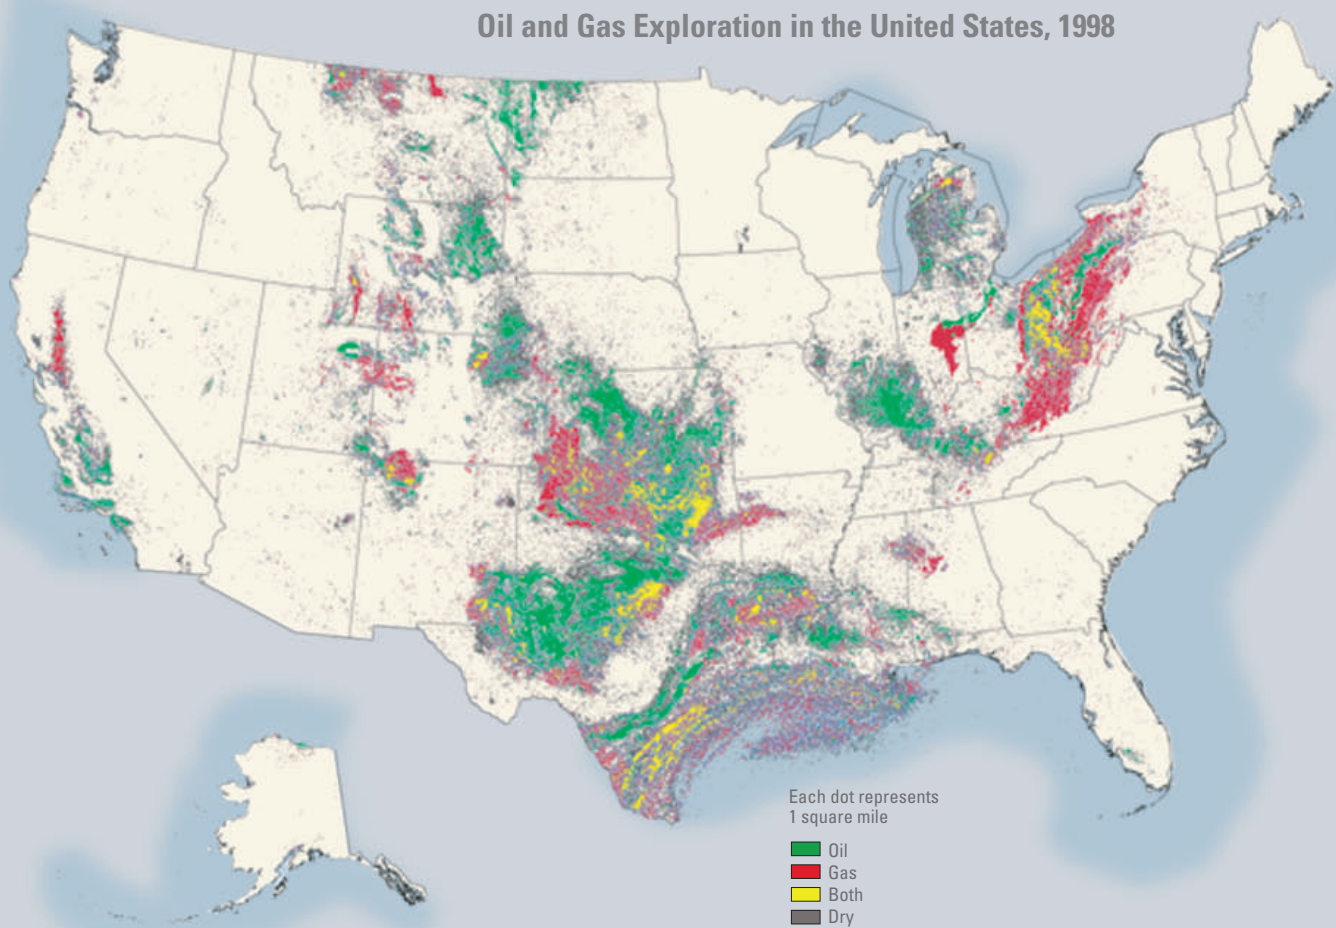 Oil and Gas Exploration in the United States, 1998
Each dot represents
1 square mile
Oil
Gas
Both
Dry